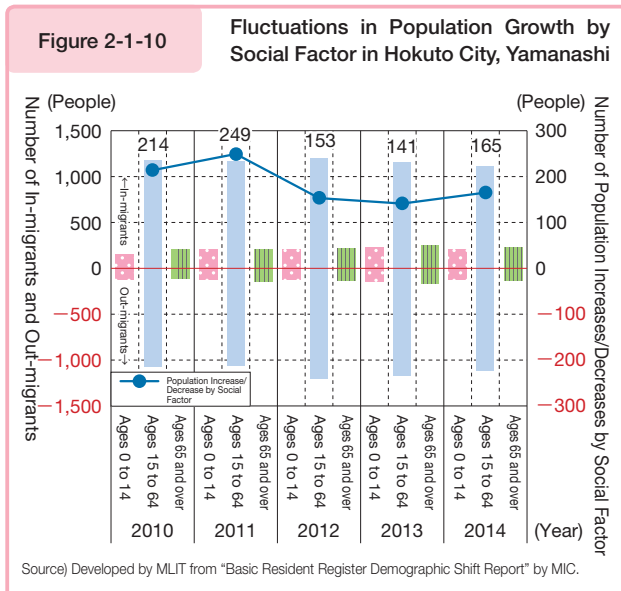 Figure 2-1-10
Fluctuations in Population Growth by
Social Factor in Hokuto City, Yamanashi
Number of In-migrants and Out-migrants
(People)
1,500
1,000
500
0
−500
−1,000
−1,500
←In-migrants
Out-migrants→
214
249
153
141
165
(People)
300
200
100
0
−100
−200
−300
Number of Population Increases/Decreases by Social Factor
Population Increase/
Decrease by Social
Factor
Ages 0 to 14
Ages 15 to 64
Ages 65 and over
Ages 0 to 14
Ages 15 to 64
Ages 65 and over
Ages 0 to 14
Ages 15 to 64
Ages 65 and over
Ages 0 to 14
Ages 15 to 64
Ages 65 and over
Ages 0 to 14
Ages 15 to 64
Ages 65 and over
2010
2011
2012
2013
2014
(Year)
Source) Developed by MLIT from “Basic Resident Register Demographic Shift Report” by MIC.